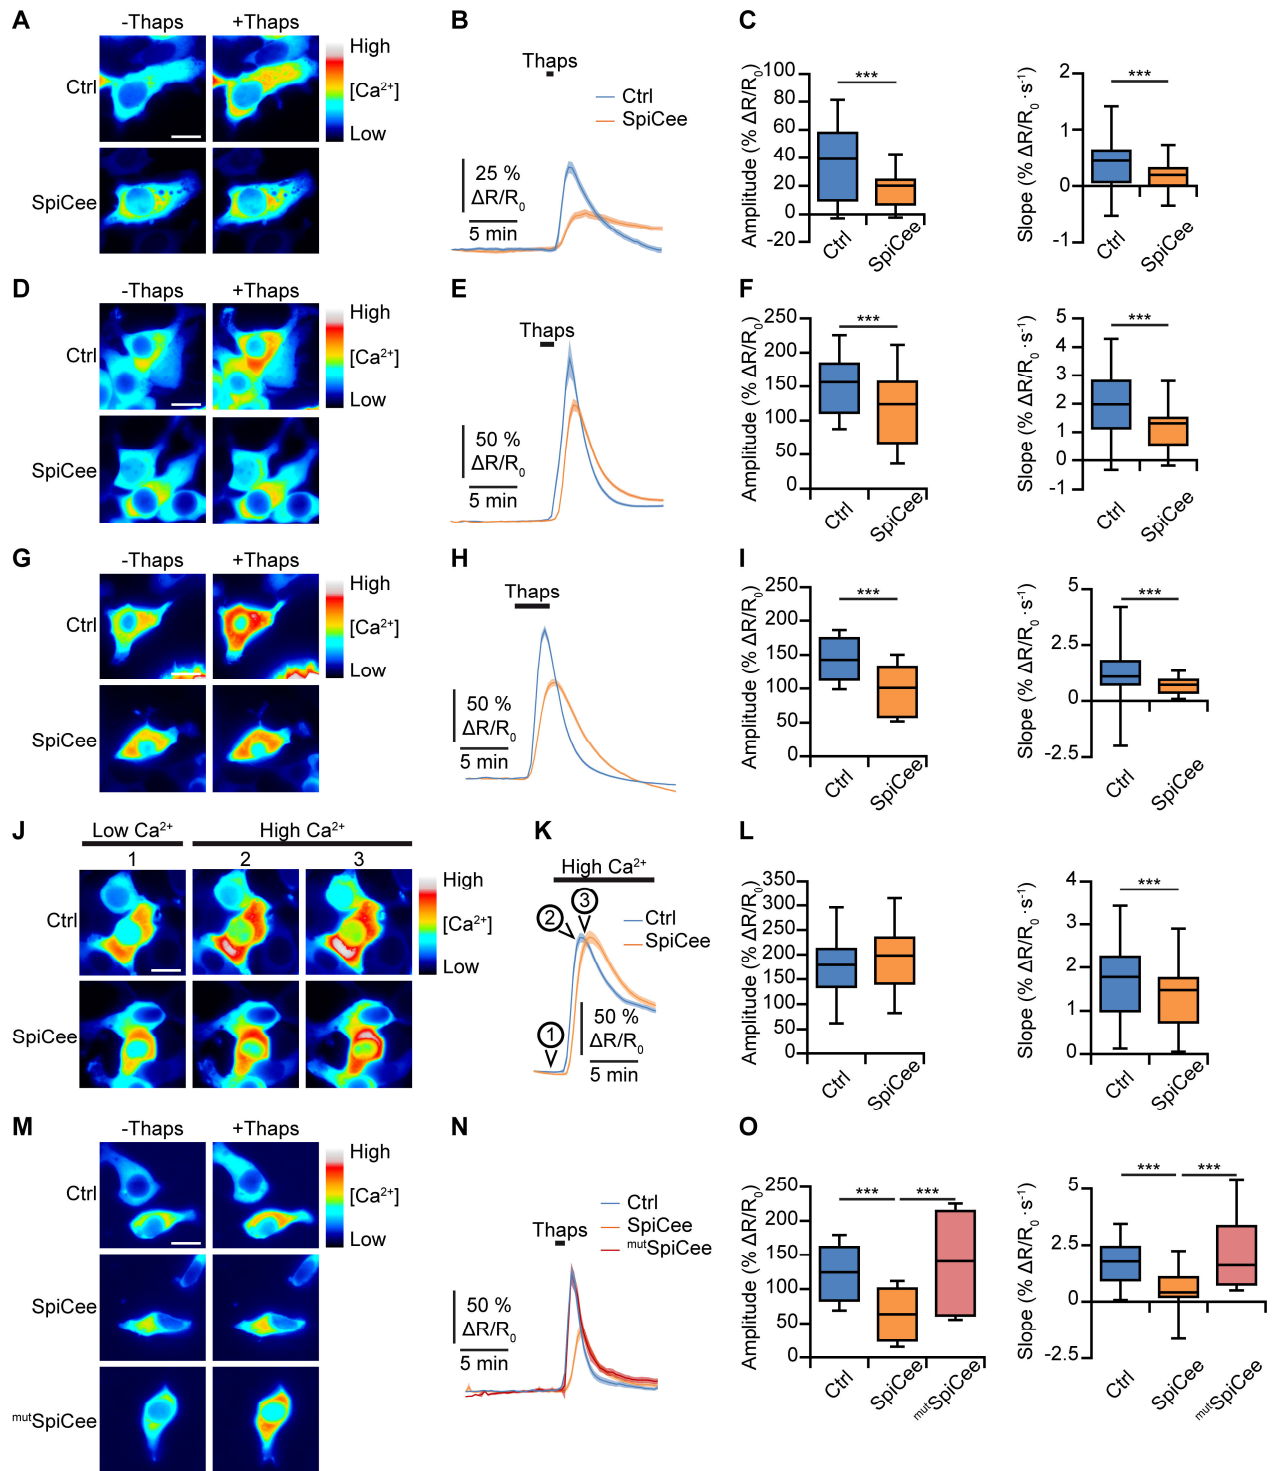 A
-Thaps +Thaps
Ctrl
High
[Ca²⁺]
Low
SpiCee
B
Thaps
Ctrl
SpiCee
25 %
ΔR/R₀
5 min
C
Amplitude (% ΔR/R₀)
100
80
60
40
20
0
-20
***
Ctrl
SpiCee
Slope (% ΔR/R₀ · s⁻¹)
2
1
0
-1
***
Ctrl
SpiCee
D
-Thaps +Thaps
Ctrl
High
[Ca²⁺]
Low
SpiCee
E
Thaps
50 %
ΔR/R₀
5 min
F
Amplitude (% ΔR/R₀)
250
200
150
100
50
0
***
Ctrl
SpiCee
Slope (% ΔR/R₀ · s⁻¹)
5
4
3
2
1
0
-1
***
Ctrl
SpiCee
G
-Thaps +Thaps
Ctrl
High
[Ca²⁺]
Low
SpiCee
H
Thaps
50 %
ΔR/R₀
5 min
I
Amplitude (% ΔR/R₀)
250
200
150
100
50
0
***
Ctrl
SpiCee
Slope (% ΔR/R₀ · s⁻¹)
5
2.5
0
-2.5
***
Ctrl
SpiCee
J
Low Ca²⁺ High Ca²⁺
1 2 3
Ctrl
High
[Ca²⁺]
Low
SpiCee
K
High Ca²⁺
3
2
Ctrl
SpiCee
1
50 %
ΔR/R₀
5 min
L
Amplitude (% ΔR/R₀)
350
300
250
200
150
100
50
0
Ctrl
SpiCee
Slope (% ΔR/R₀ · s⁻¹)
4
3
2
1
0
***
Ctrl
SpiCee
M
-Thaps +Thaps
Ctrl
High
[Ca²⁺]
Low
SpiCee
ᵐᵘᵗSpiCee
N
Ctrl
SpiCee
ᵐᵘᵗSpiCee
Thaps
50 %
ΔR/R₀
5 min
O
Amplitude (% ΔR/R₀)
250
200
150
100
50
0
*** ***
Ctrl
SpiCee
ᵐᵘᵗSpiCee
Slope (% ΔR/R₀ · s⁻¹)
5
2.5
0
-2.5
*** ***
Ctrl
SpiCee
ᵐᵘᵗSpiCee